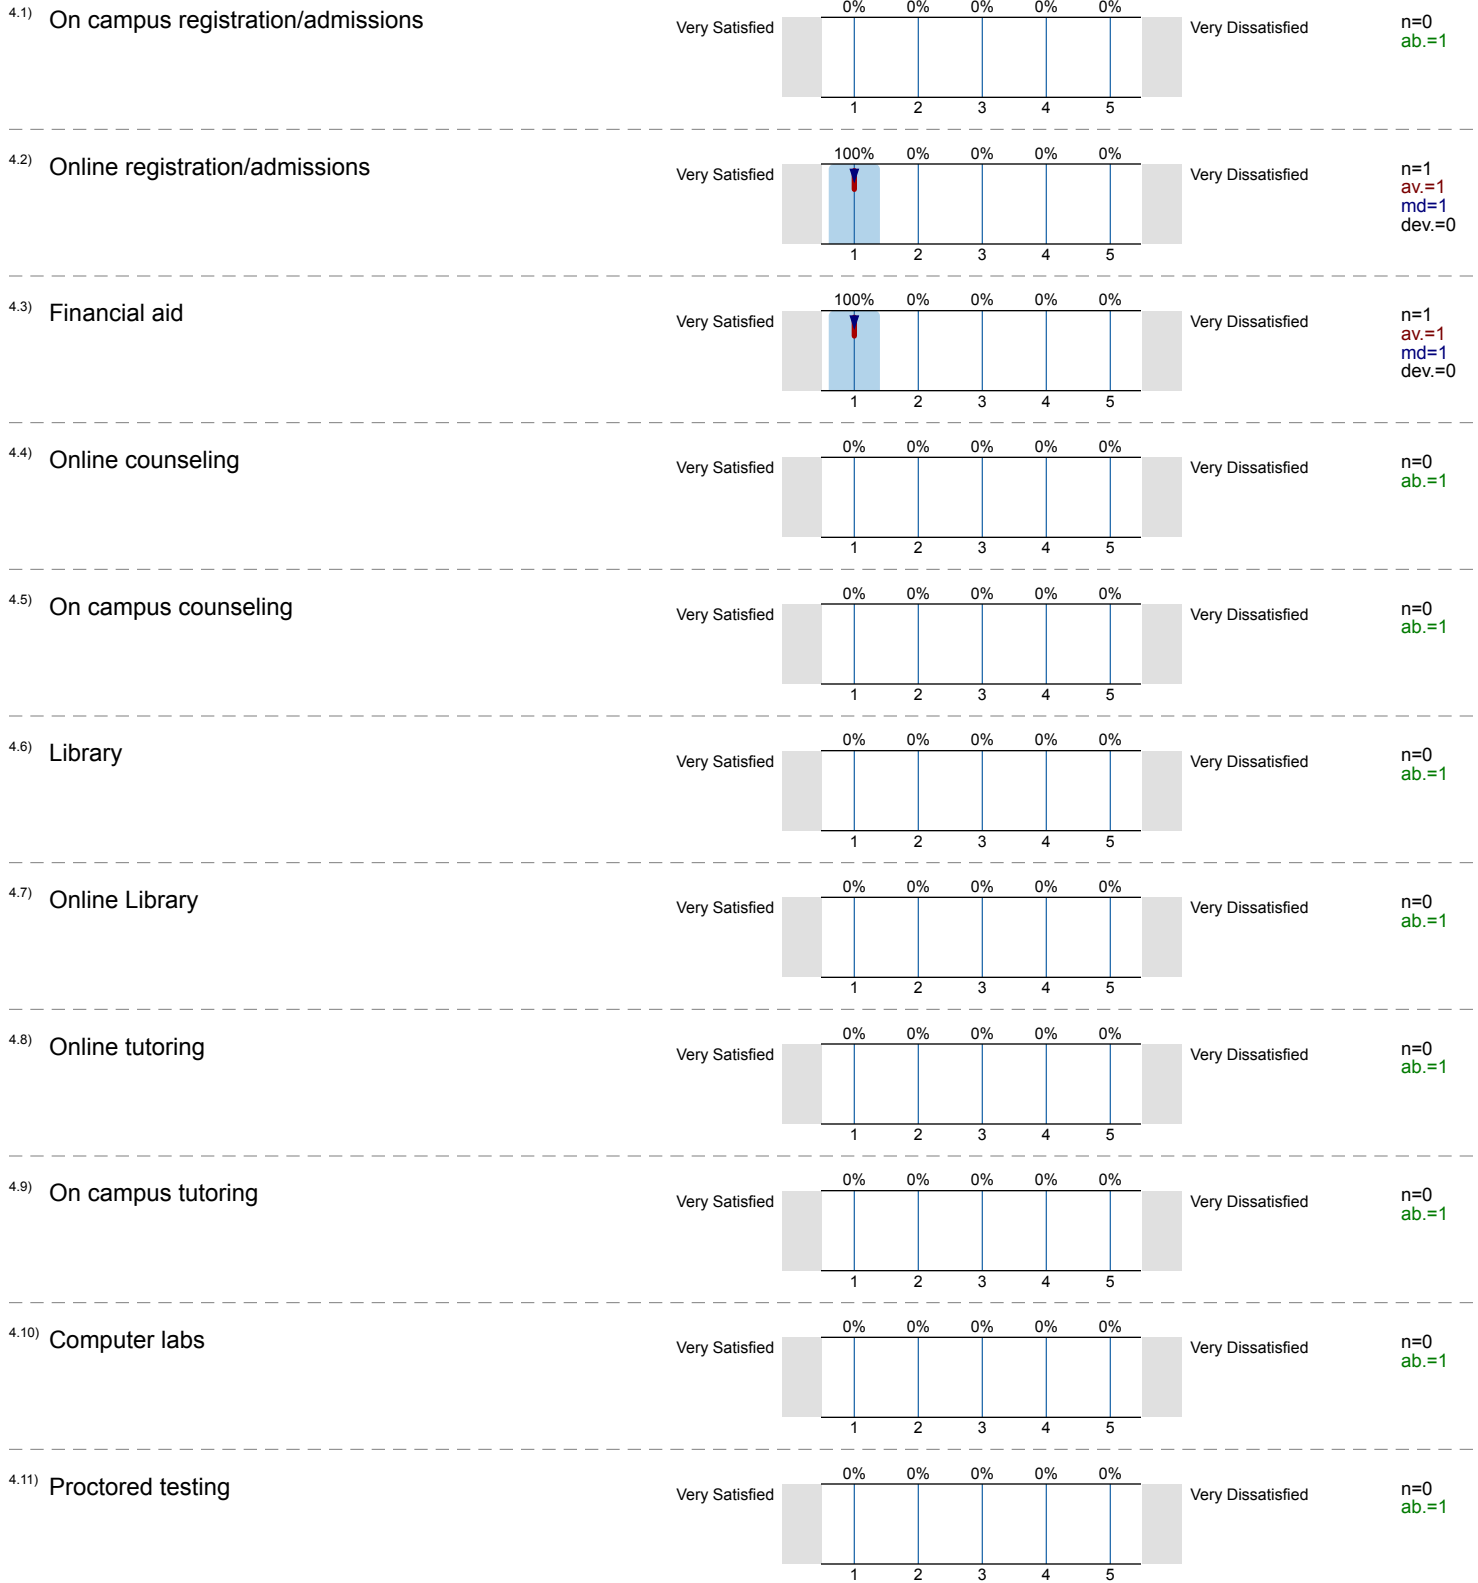 4.1) On campus registration/admissions
0% 0% 0% 0% 0%
Very Satisfied Very Dissatisfied n=0
ab.=1
1 2 3 4 5
4.2) Online registration/admissions
100% 0% 0% 0% 0%
Very Satisfied Very Dissatisfied n=1
av.=1
md=1
dev.=0
1 2 3 4 5
4.3) Financial aid
100% 0% 0% 0% 0%
Very Satisfied Very Dissatisfied n=1
av.=1
md=1
dev.=0
1 2 3 4 5
4.4) Online counseling
0% 0% 0% 0% 0%
Very Satisfied Very Dissatisfied n=0
ab.=1
1 2 3 4 5
4.5) On campus counseling
0% 0% 0% 0% 0%
Very Satisfied Very Dissatisfied n=0
ab.=1
1 2 3 4 5
4.6) Library
0% 0% 0% 0% 0%
Very Satisfied Very Dissatisfied n=0
ab.=1
1 2 3 4 5
4.7) Online Library
0% 0% 0% 0% 0%
Very Satisfied Very Dissatisfied n=0
ab.=1
1 2 3 4 5
4.8) Online tutoring
0% 0% 0% 0% 0%
Very Satisfied Very Dissatisfied n=0
ab.=1
1 2 3 4 5
4.9) On campus tutoring
0% 0% 0% 0% 0%
Very Satisfied Very Dissatisfied n=0
ab.=1
1 2 3 4 5
4.10) Computer labs
0% 0% 0% 0% 0%
Very Satisfied Very Dissatisfied n=0
ab.=1
1 2 3 4 5
4.11) Proctored testing
0% 0% 0% 0% 0%
Very Satisfied Very Dissatisfied n=0
ab.=1
1 2 3 4 5